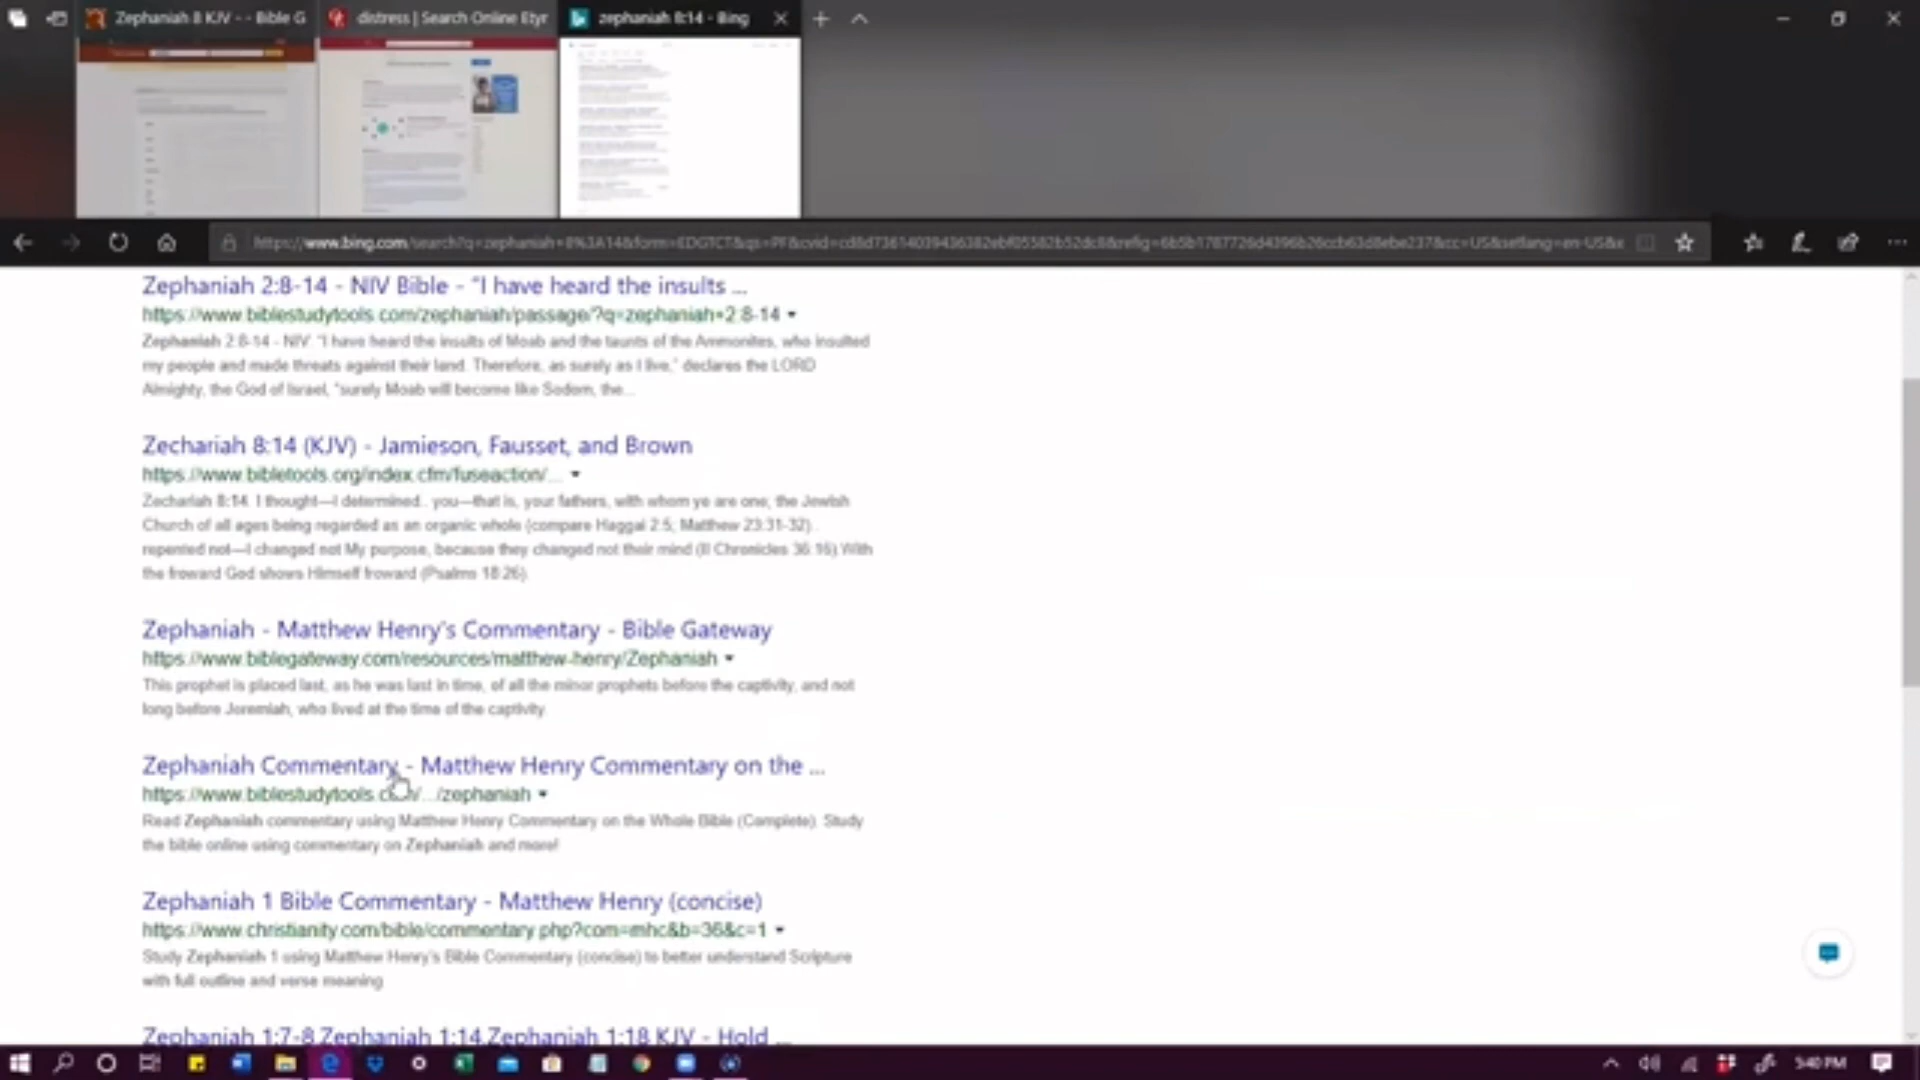 Zephaniah 8 KJV - - Bible G
distress | Search Online Etyr
zephaniah 8:14 - Bing
Zephaniah 2:8-14 - NIV Bible - "I have heard the insults ...
https://www.biblestudytools.com/zephaniah/passage/?q=zephaniah+2:8-14
Zephaniah 2:8-14 - NIV: "I have heard the insults of Moab and the taunts of the Ammonites, who insulted
my people and made threats against their land. Therefore, as surely as I live," declares the LORD
Almighty, the God of Israel, "surely Moab will become like Sodom, the...
Zechariah 8:14 (KJV) - Jamieson, Fausset, and Brown
https://www.bibletools.org/index.cfm/fuseaction/...
Zechariah 8:14. I thought—I determined.. you—that is, your fathers, with whom ye are one; the Jewish
Church of all ages being regarded as an organic whole (compare Haggai 2:5; Matthew 23:31-32).
repented not—I changed not My purpose, because they changed not their mind (II Chronicles 36:16).With
the froward God shows Himself froward (Psalms 18:26).
Zephaniah - Matthew Henry's Commentary - Bible Gateway
https://www.biblegateway.com/resources/matthew-henry/Zephaniah
This prophet is placed last, as he was last in time, of all the minor prophets before the captivity, and not
long before Jeremiah, who lived at the time of the captivity.
Zephaniah Commentary - Matthew Henry Commentary on the ...
https://www.biblestudytools.com/.../zephaniah
Read Zephaniah commentary using Matthew Henry Commentary on the Whole Bible (Complete). Study
the bible online using commentary on Zephaniah and more!
Zephaniah 1 Bible Commentary - Matthew Henry (concise)
https://www.christianity.com/bible/commentary.php?com=mhc&b=36&c=1
Study Zephaniah 1 using Matthew Henry's Bible Commentary (concise) to better understand Scripture
with full outline and verse meaning.
Zephaniah 1:7-8,Zephaniah 1:14,Zephaniah 1:18 KJV - Hold ...
5:40 PM